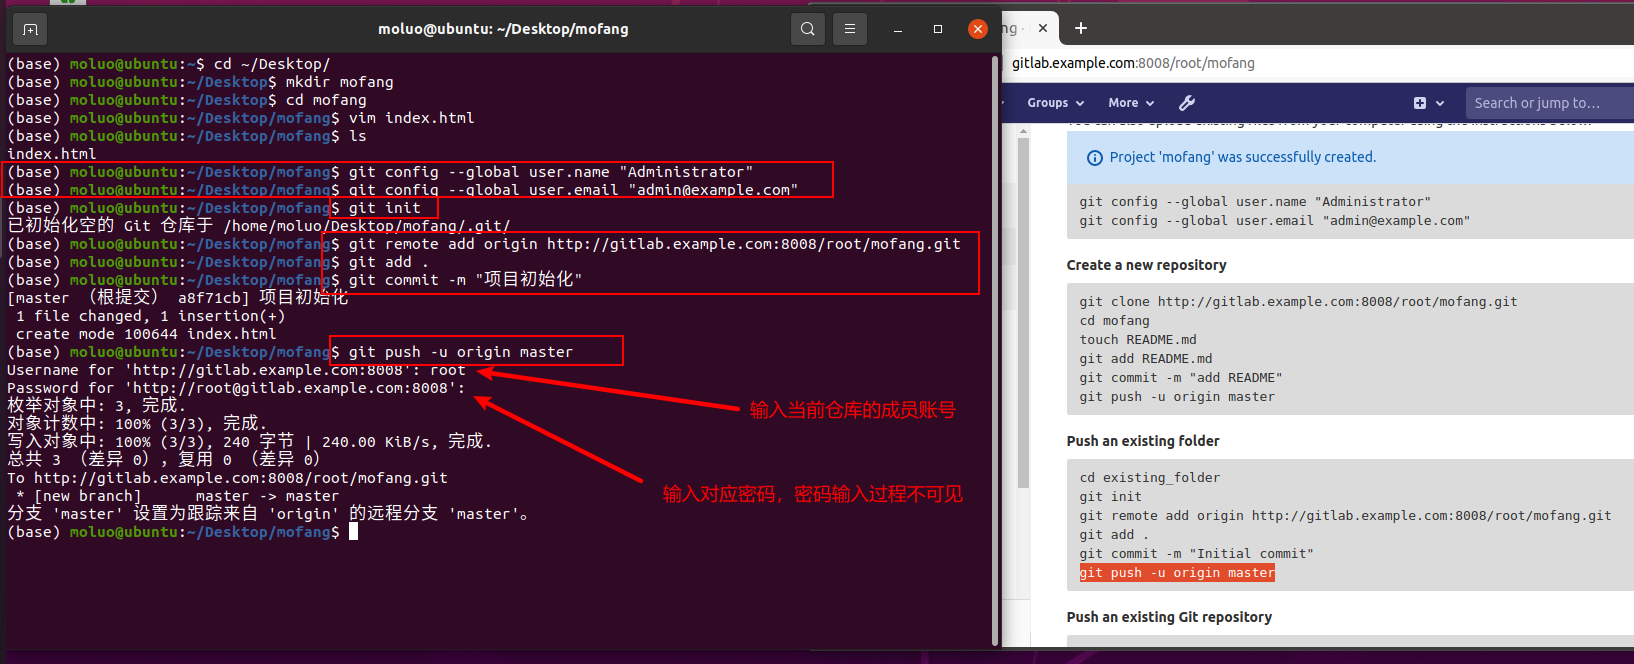 moluo@ubuntu: ~/Desktop/mofang
(base) moluo@ubuntu:~$ cd ~/Desktop/
(base) moluo@ubuntu:~/Desktop$ mkdir mofang
(base) moluo@ubuntu:~/Desktop$ cd mofang
(base) moluo@ubuntu:~/Desktop/mofang$ vim index.html
(base) moluo@ubuntu:~/Desktop/mofang$ ls
index.html
(base) moluo@ubuntu:~/Desktop/mofang$ git config --global user.name "Administrator"
(base) moluo@ubuntu:~/Desktop/mofang$ git config --global user.email "admin@example.com"
(base) moluo@ubuntu:~/Desktop/mofang$ git init
已初始化空的 Git 仓库于 /home/moluo/Desktop/mofang/.git/
(base) moluo@ubuntu:~/Desktop/mofang$ git remote add origin http://gitlab.example.com:8008/root/mofang.git
(base) moluo@ubuntu:~/Desktop/mofang$ git add .
(base) moluo@ubuntu:~/Desktop/mofang$ git commit -m "项目初始化"
[master （根提交） a8f71cb] 项目初始化
1 file changed, 1 insertion(+)
create mode 100644 index.html
(base) moluo@ubuntu:~/Desktop/mofang$ git push -u origin master
Username for 'http://gitlab.example.com:8008': root
Password for 'http://root@gitlab.example.com:8008':
枚举对象中: 3, 完成.
对象计数中: 100% (3/3), 完成.
写入对象中: 100% (3/3), 240 字节 | 240.00 KiB/s, 完成.
总共 3 （差异 0），复用 0 （差异 0）
To http://gitlab.example.com:8008/root/mofang.git
* [new branch]      master -> master
分支 'master' 设置为跟踪来自 'origin' 的远程分支 'master'。
(base) moluo@ubuntu:~/Desktop/mofang$
输入当前仓库的成员账号
输入对应密码，密码输入过程不可见
ng ·
gitlab.example.com:8008/root/mofang
Groups
More
Search or jump to…
Project 'mofang' was successfully created.
git config --global user.name "Administrator"
git config --global user.email "admin@example.com"
Create a new repository
git clone http://gitlab.example.com:8008/root/mofang.git
cd mofang
touch README.md
git add README.md
git commit -m "add README"
git push -u origin master
Push an existing folder
cd existing_folder
git init
git remote add origin http://gitlab.example.com:8008/root/mofang.git
git add .
git commit -m "Initial commit"
git push -u origin master
Push an existing Git repository